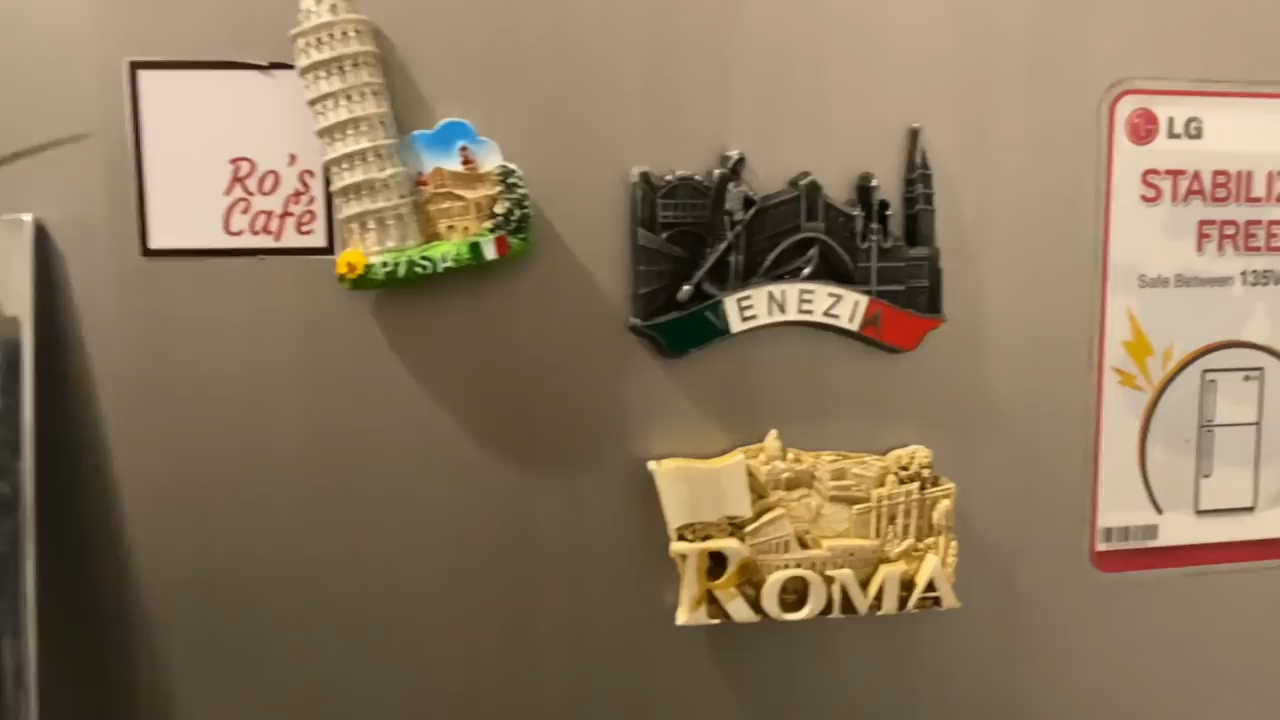 Ro's
Café
PISA
VENEZIA
ROMA
LG
STABILIZ
FREE
Safe Between 135V